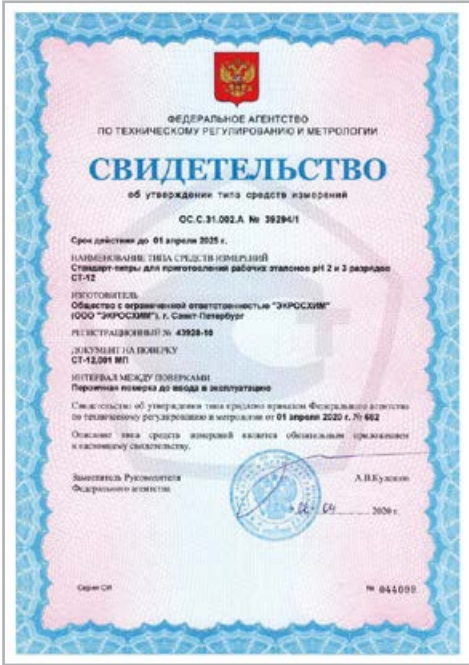 ФЕДЕРАЛЬНОЕ АГЕНТСТВО
ПО ТЕХНИЧЕСКОМУ РЕГУЛИРОВАНИЮ И МЕТРОЛОГИИ
СВИДЕТЕЛЬСТВО
об утверждении типа средств измерений
OC.C.31.002.A № 39294/1
Срок действия до 01 апреля 2025 г.
НАИМЕНОВАНИЕ ТИПА СРЕДСТВ ИЗМЕРЕНИЙ
Стандарт-титры для приготовления рабочих эталонов pH 2 и 3 разрядов
СТ-12
ИЗГОТОВИТЕЛЬ
Общество с ограниченной ответственностью "ЭКРОСХИМ"
(ООО "ЭКРОСХИМ"), г. Санкт-Петербург
РЕГИСТРАЦИОННЫЙ № 43928-10
ДОКУМЕНТ НА ПОВЕРКУ
СТ-12.001 МП
ИНТЕРВАЛ МЕЖДУ ПОВЕРКАМИ
Первичная поверка до ввода в эксплуатацию
Свидетельство об утверждении типа продлено приказом Федерального агентства
по техническому регулированию и метрологии от 01 апреля 2020 г. № 652
Описание типа средств измерений является обязательным приложением
к настоящему свидетельству.
Заместитель Руководителя
Федерального агентства
А.В.Кулешов
2020 г.
Серия СИ
№ 044099